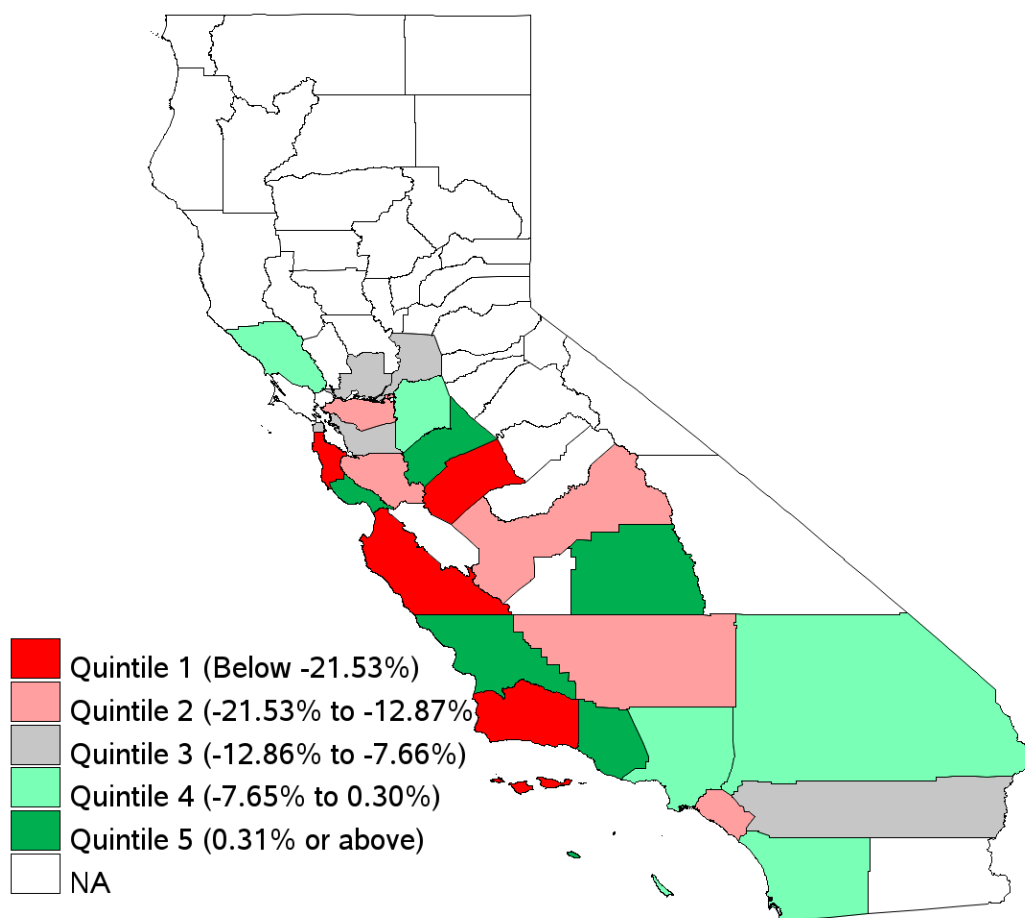 Quintile 1 (Below -21.53%)
Quintile 2 (-21.53% to -12.87%
Quintile 3 (-12.86% to -7.66%)
Quintile 4 (-7.65% to 0.30%)
Quintile 5 (0.31% or above)
NA